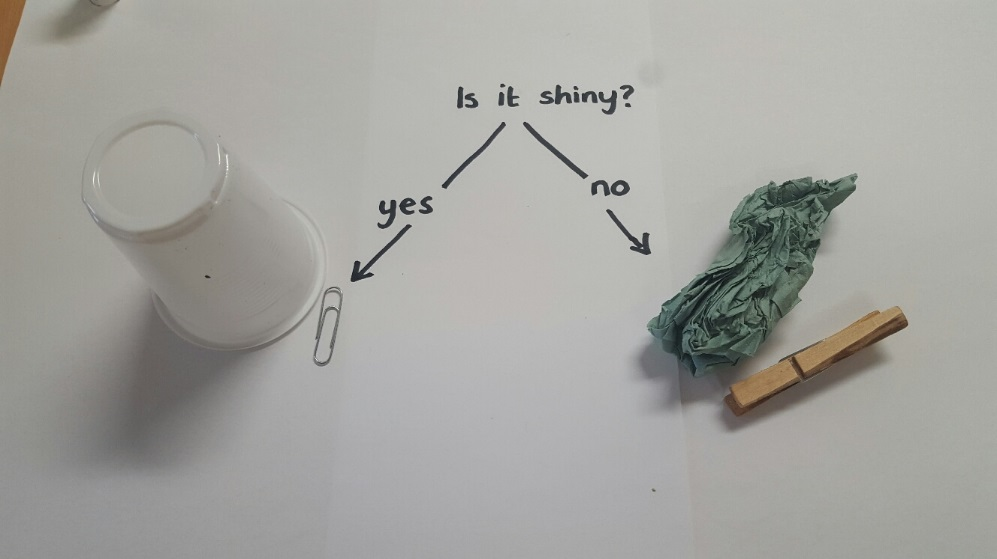 Is it shiny?
yes
no